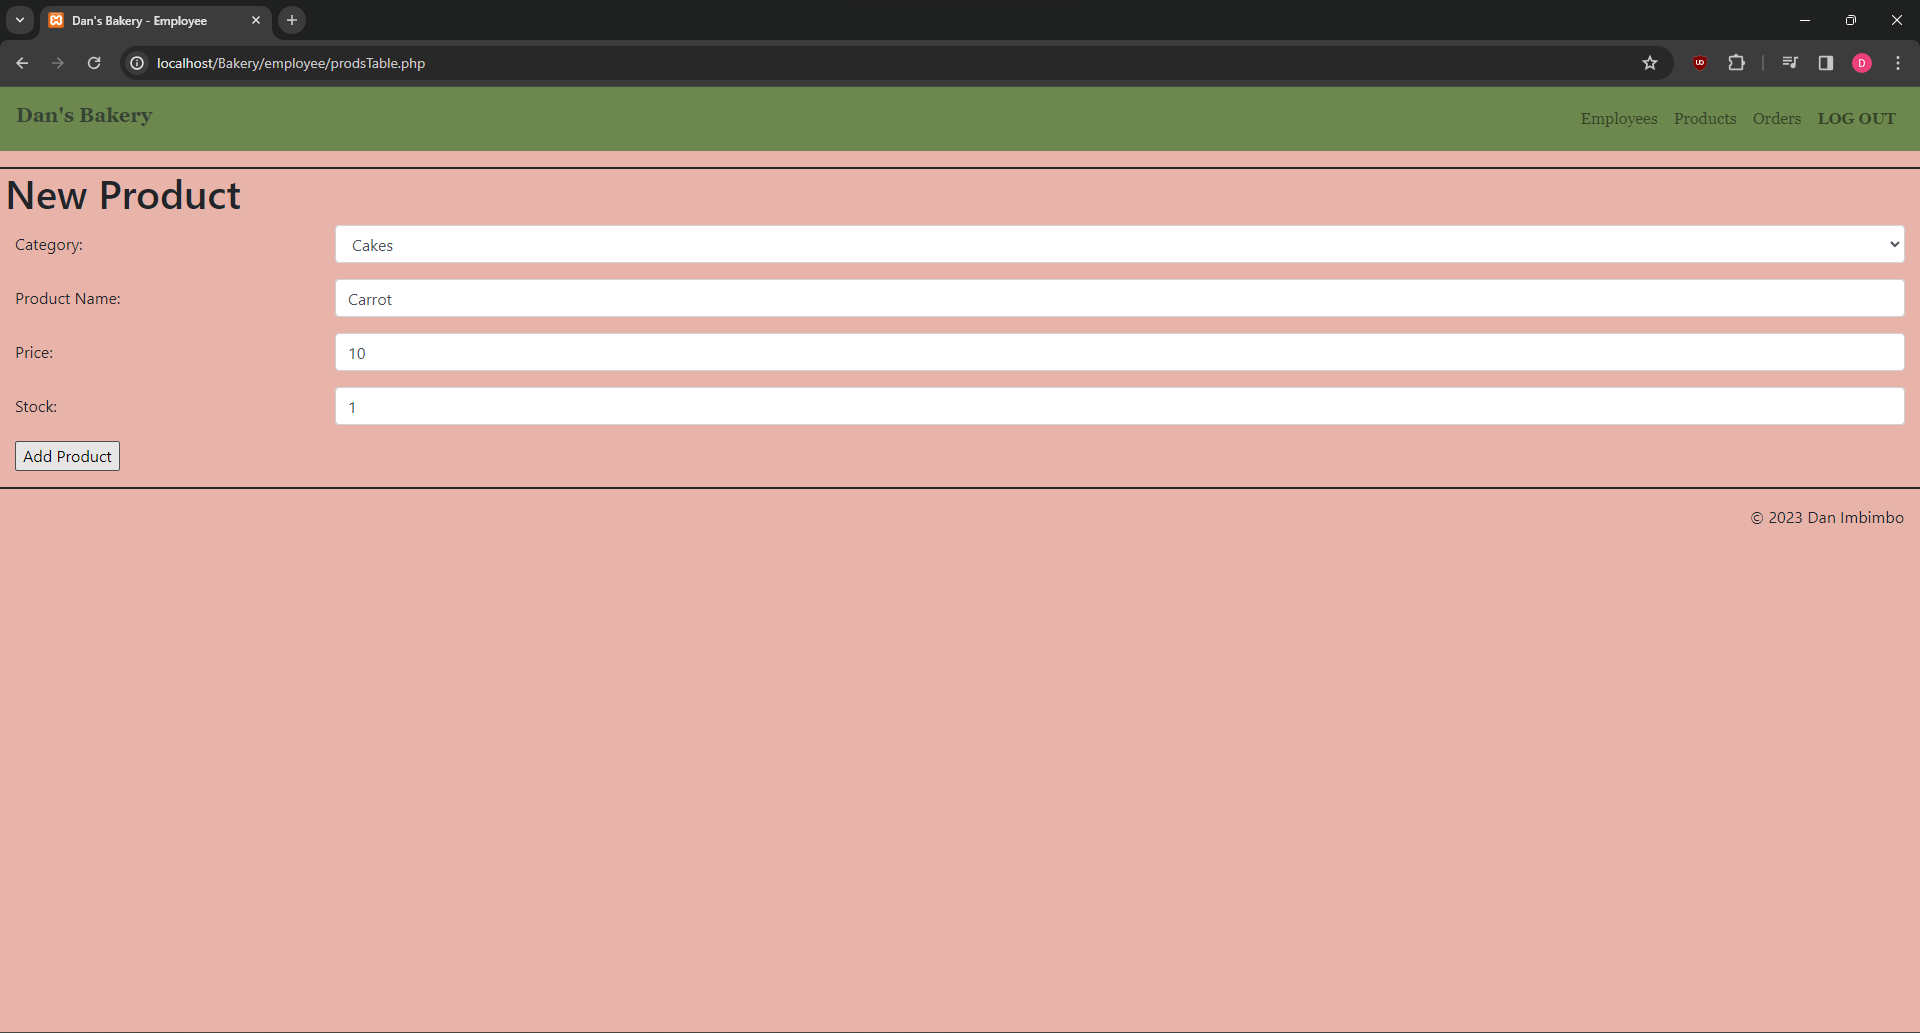 Dan's Bakery - Employee
localhost/Bakery/employee/prodsTable.php
D
Dan's Bakery
Employees Products Orders LOG OUT
New Product
Category: Cakes
Product Name: Carrot
Price: 10
Stock: 1
Add Product
© 2023 Dan Imbimbo